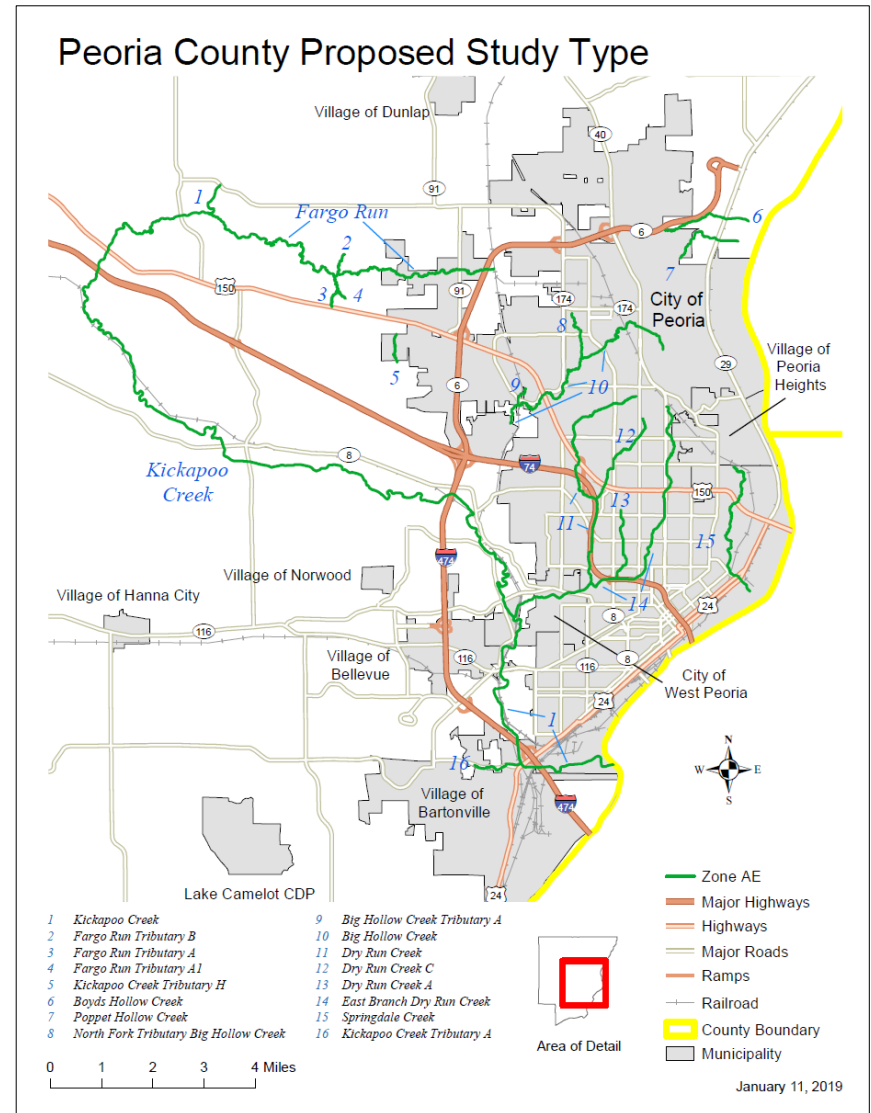 Peoria County Proposed Study Type
Village of Dunlap
40
91
1
Fargo Run
6
6
2
7
150
91
174
174
City of
Peoria
3
4
8
Village of
Peoria
Heights
29
5
6
9
10
12
8
74
Kickapoo
Creek
13
150
11
15
474
Village of Norwood
Village of Hanna City
14
24
8
116
Village of
Bellevue
116
116
8
City of
West Peoria
24
1
16
N
W
E
S
Village of
Bartonville
474
Lake Camelot CDP
24
Zone AE
Major Highways
Highways
Major Roads
Ramps
Railroad
County Boundary
Municipality
1 Kickapoo Creek
2 Fargo Run Tributary B
3 Fargo Run Tributary A
4 Fargo Run Tributary A1
5 Kickapoo Creek Tributary H
6 Boyds Hollow Creek
7 Poppet Hollow Creek
8 North Fork Tributary Big Hollow Creek
9 Big Hollow Creek Tributary A
10 Big Hollow Creek
11 Dry Run Creek
12 Dry Run Creek C
13 Dry Run Creek A
14 East Branch Dry Run Creek
15 Springdale Creek
16 Kickapoo Creek Tributary A
Area of Detail
0 1 2 3 4 Miles
January 11, 2019